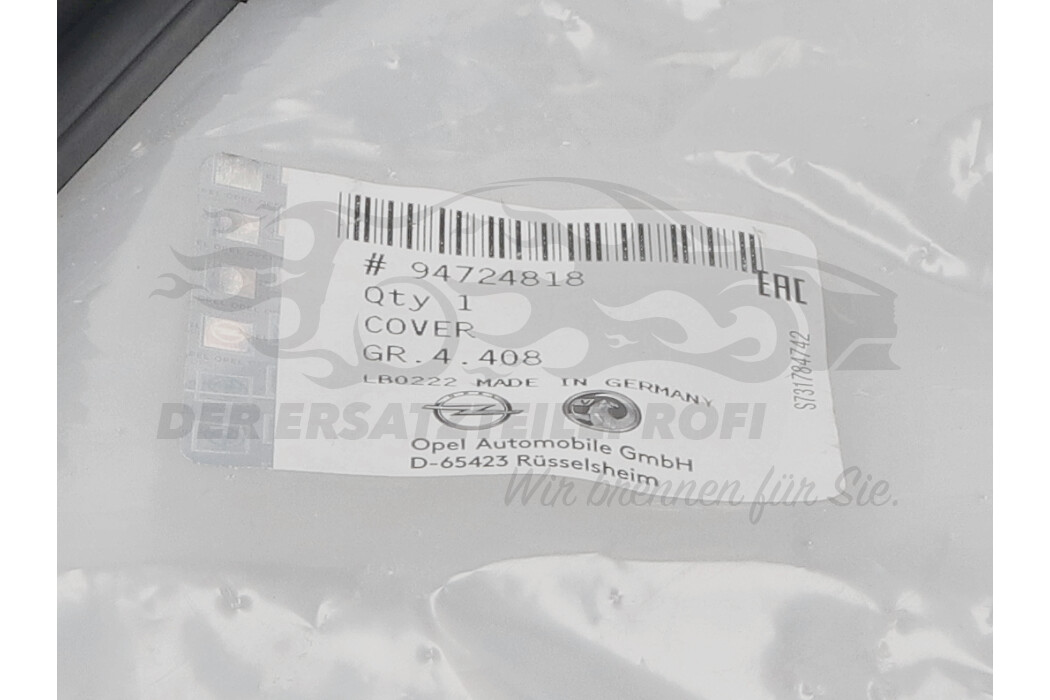 # 94724818
EAC
Qty 1
COVER
GR.4.408
LB0222 MADE IN GERMANY
S731784742
DER ERSATZTEILEPROFI
Opel Automobile GmbH
D-65423 Rüsselsheim
Wir brennen für Sie.